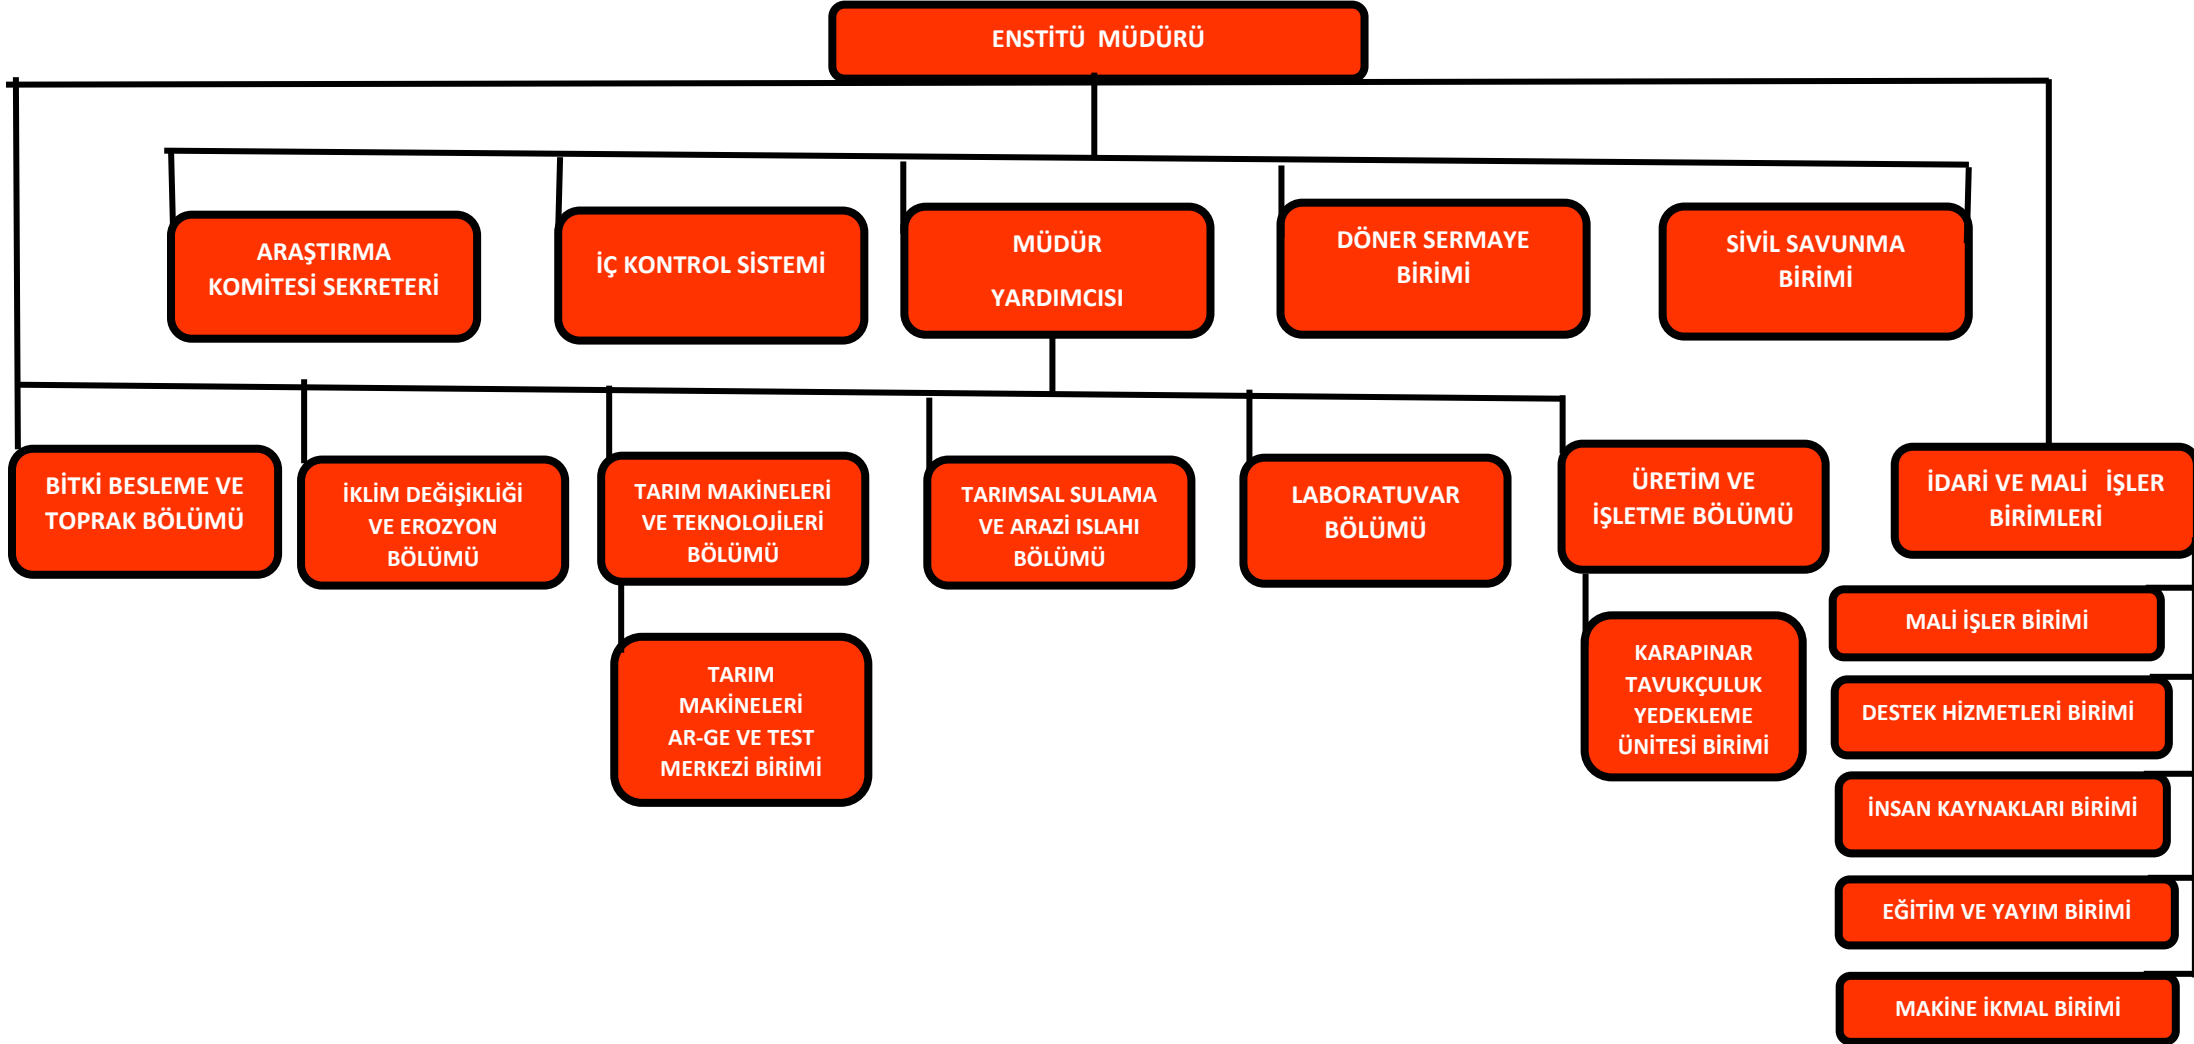 ENSTİTÜ  MÜDÜRÜ
ARAŞTIRMA
KOMİTESİ SEKRETERİ
İÇ KONTROL SİSTEMİ
MÜDÜR
YARDIMCISI
DÖNER SERMAYE
BİRİMİ
SİVİL SAVUNMA
BİRİMİ
BİTKİ BESLEME VE
TOPRAK BÖLÜMÜ
İKLİM DEĞİŞİKLİĞİ
VE EROZYON
BÖLÜMÜ
TARIM MAKİNELERİ
VE TEKNOLOJİLERİ
BÖLÜMÜ
TARIMSAL SULAMA
VE ARAZİ ISLAHI
BÖLÜMÜ
LABORATUVAR
BÖLÜMÜ
ÜRETİM VE
İŞLETME BÖLÜMÜ
İDARİ VE MALİ   İŞLER
BİRİMLERİ
TARIM
MAKİNELERİ
AR-GE VE TEST
MERKEZİ BİRİMİ
KARAPINAR
TAVUKÇULUK
YEDEKLEME
ÜNİTESİ BİRİMİ
MALİ İŞLER BİRİMİ
DESTEK HİZMETLERİ BİRİMİ
İNSAN KAYNAKLARI BİRİMİ
EĞİTİM VE YAYIM BİRİMİ
MAKİNE İKMAL BİRİMİ